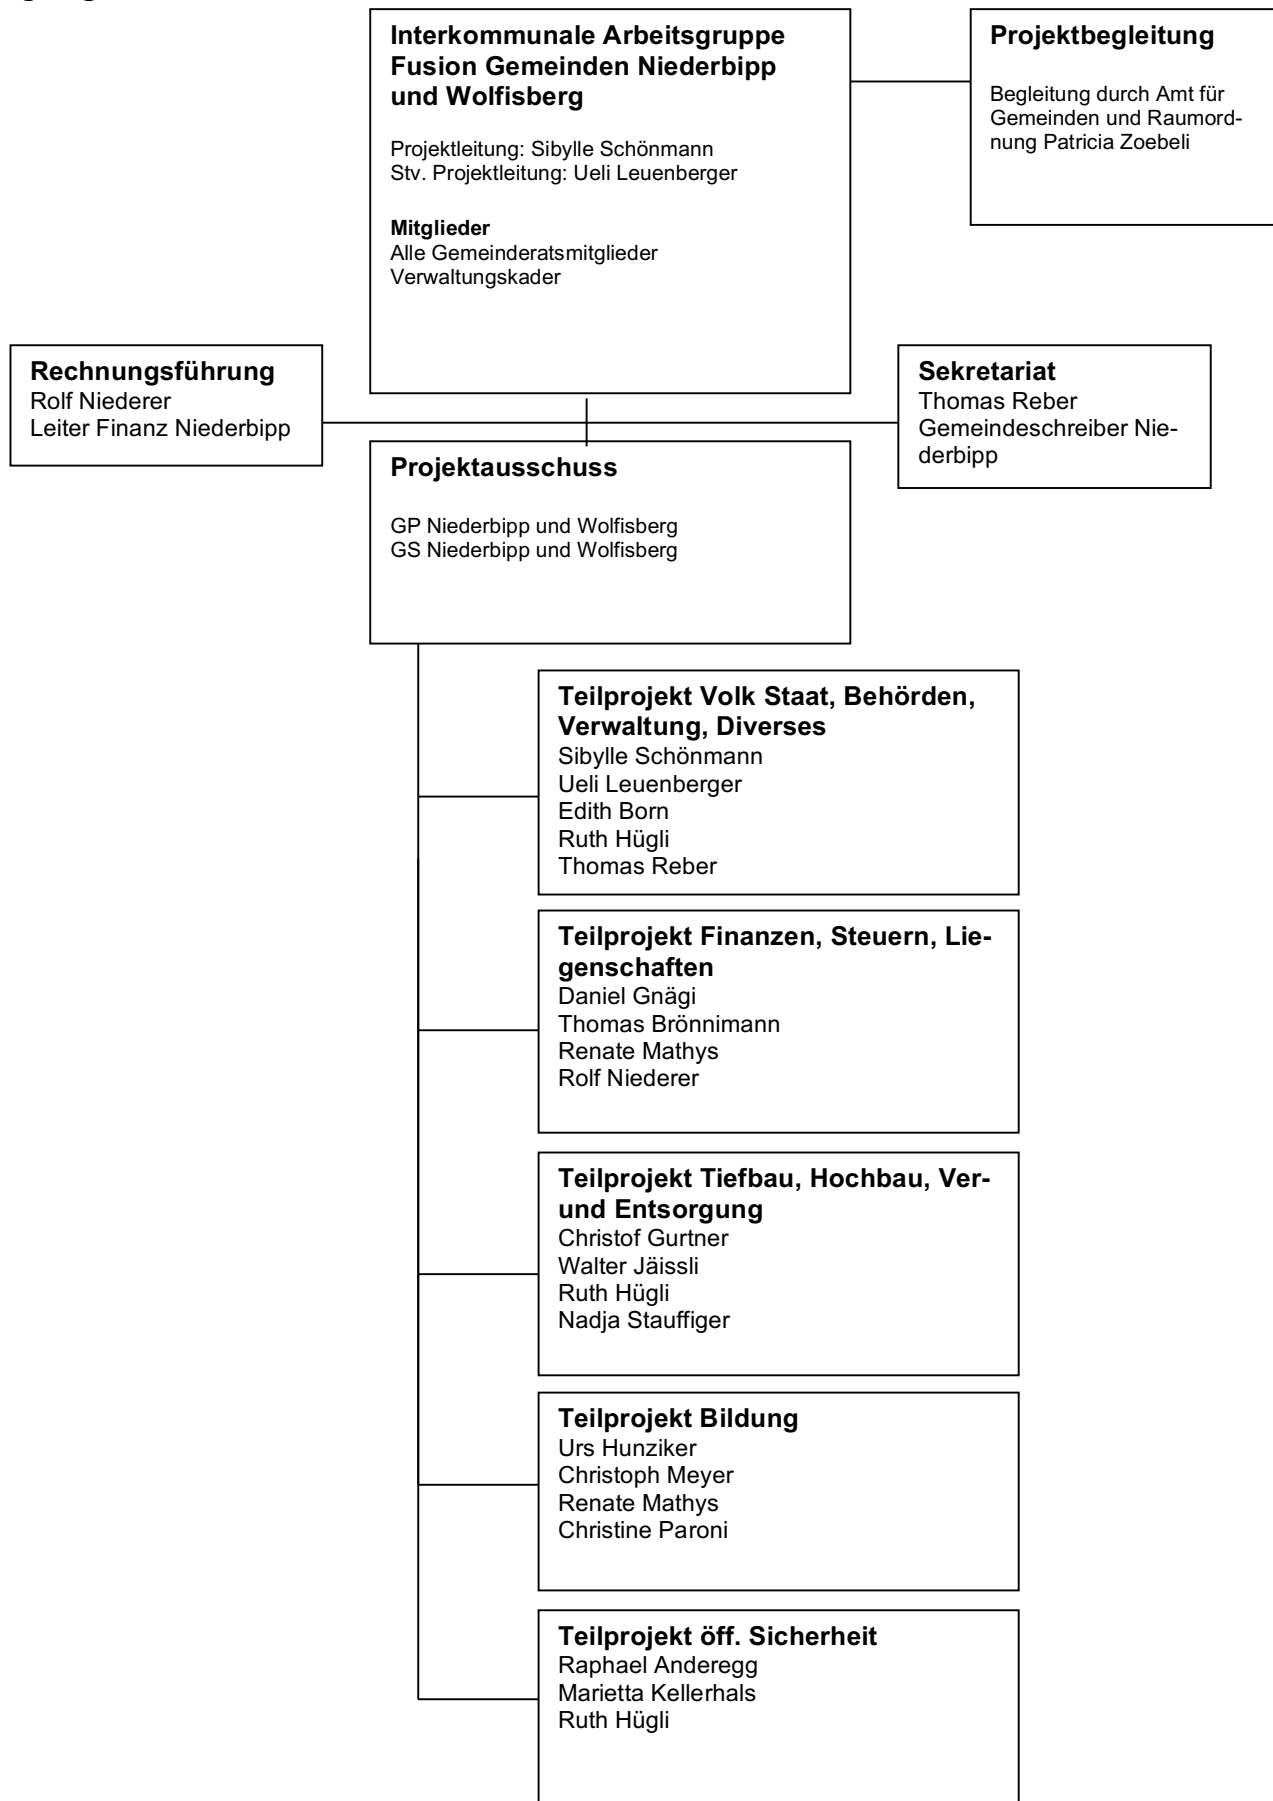 Interkommunale Arbeitsgruppe
Fusion Gemeinden Niederbipp
und Wolfisberg
Projektleitung: Sibylle Schönmann
Stv. Projektleitung: Ueli Leuenberger
Mitglieder
Alle Gemeinderatsmitglieder
Verwaltungskader
Projektbegleitung
Begleitung durch Amt für
Gemeinden und Raumord-
nung Patricia Zoebeli
Rechnungsführung
Rolf Niederer
Leiter Finanz Niederbipp
Sekretariat
Thomas Reber
Gemeindeschreiber Nie-
derbipp
Projektausschuss
GP Niederbipp und Wolfisberg
GS Niederbipp und Wolfisberg
Teilprojekt Volk Staat, Behörden,
Verwaltung, Diverses
Sibylle Schönmann
Ueli Leuenberger
Edith Born
Ruth Hügli
Thomas Reber
Teilprojekt Finanzen, Steuern, Lie-
genschaften
Daniel Gnägi
Thomas Brönnimann
Renate Mathys
Rolf Niederer
Teilprojekt Tiefbau, Hochbau, Ver-
und Entsorgung
Christof Gurtner
Walter Jäissli
Ruth Hügli
Nadja Stauffiger
Teilprojekt Bildung
Urs Hunziker
Christoph Meyer
Renate Mathys
Christine Paroni
Teilprojekt öff. Sicherheit
Raphael Anderegg
Marietta Kellerhals
Ruth Hügli